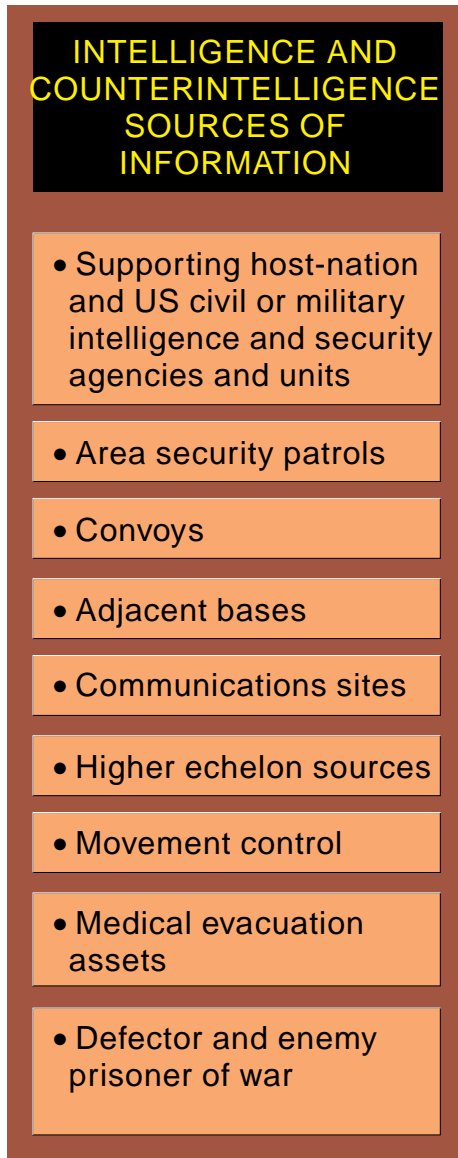 INTELLIGENCE AND
COUNTERINTELLIGENCE
SOURCES OF
INFORMATION
• Supporting host-nation
and US civil or military
intelligence and security
agencies and units
• Area security patrols
• Convoys
• Adjacent bases
• Communications sites
• Higher echelon sources
• Movement control
• Medical evacuation
assets
• Defector and enemy
prisoner of war